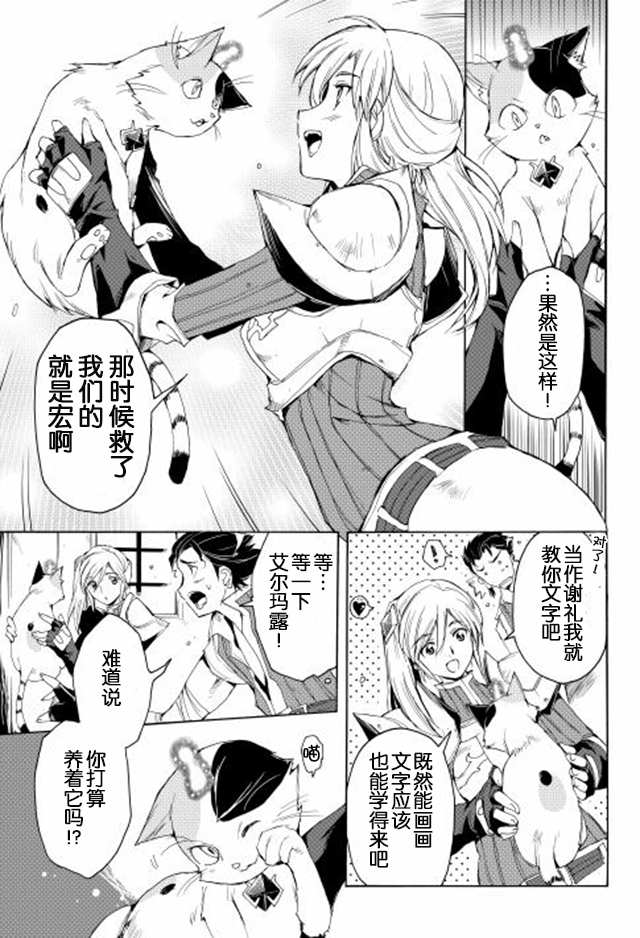 …果然是这样！
那时候救了
我们的
就是宏啊
对了！
当作谢礼我就
教你文字吧
既然能画画
文字应该
也能学得来吧
等…
等一下
艾尔玛露！
难道说
你打算
养着它吗!?
喵